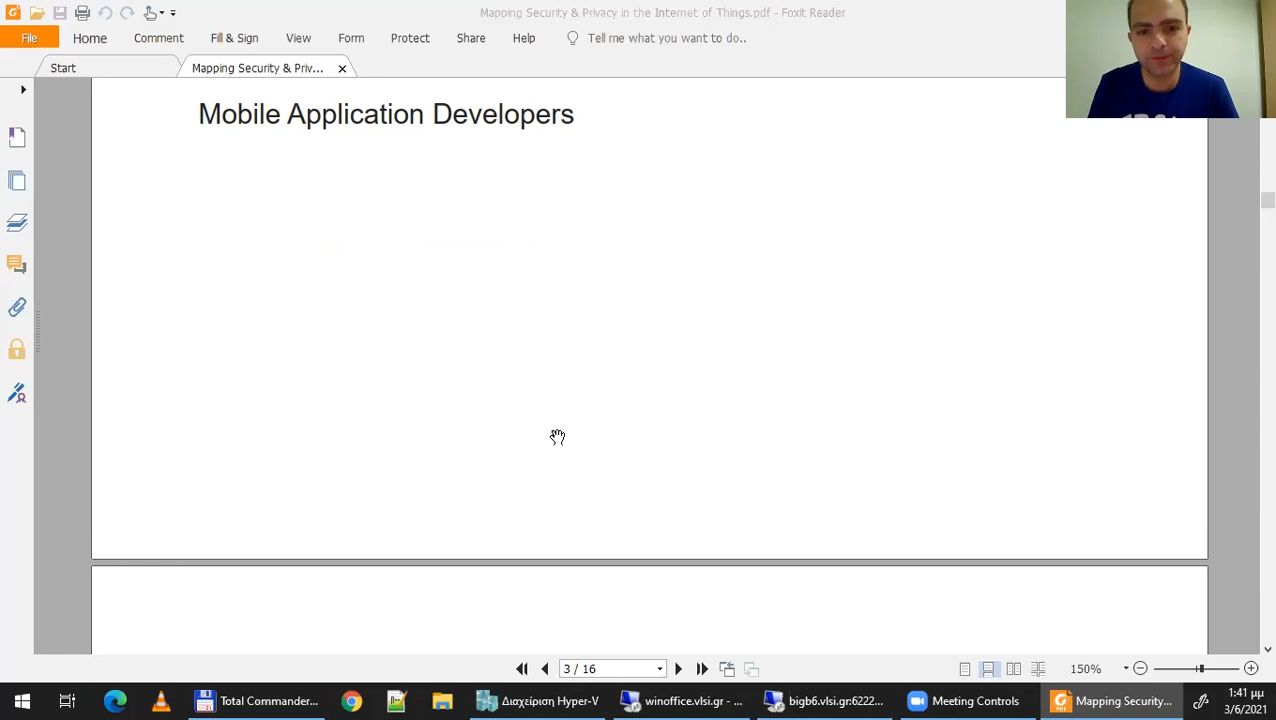 Mapping Security & Privacy in the Internet of Things.pdf - Foxit Reader
File Home Comment Fill & Sign View Form Protect Share Help Tell me what you want to do..
Start Mapping Security & Priv...
Mobile Application Developers
3 / 16 150%
Total Commander... Διαχείριση Hyper-V winoffice.vlsi.gr - ... bigb6.vlsi.gr:6222... Meeting Controls Mapping Security... 1:41 μμ
3/6/2021